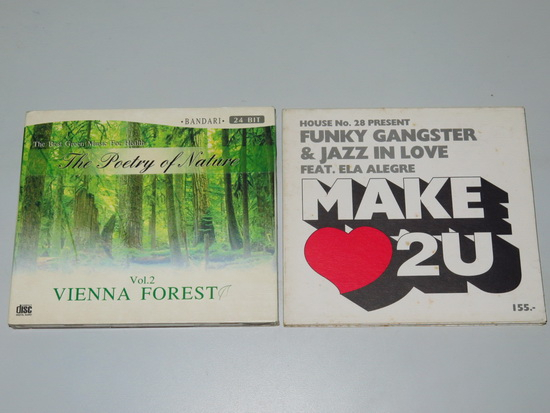 •BANDARI• 24 BIT
The Best Green Music For Health
The Poetry of Nature
Vol.2
VIENNA FOREST
disc
HOUSE No. 28 PRESENT
FUNKY GANGSTER
& JAZZ IN LOVE
FEAT. ELA ALEGRE
MAKE
2U
155.-